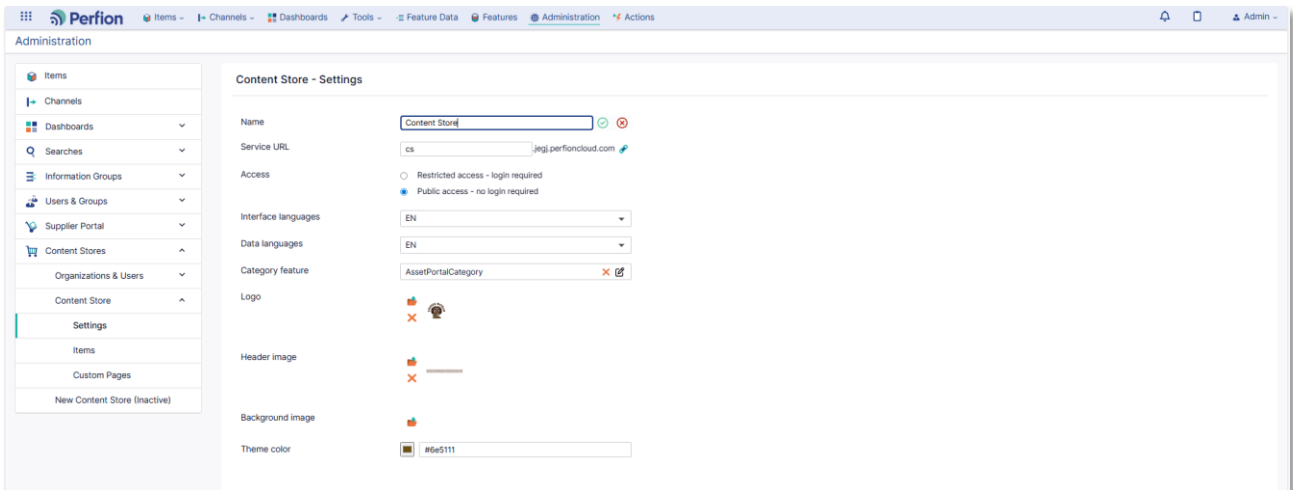 Perfion Items Channels Dashboards Tools Feature Data Features Administration Actions Admin
Administration
Items
Channels
Dashboards
Searches
Information Groups
Users & Groups
Supplier Portal
Content Stores
Organizations & Users
Content Store
Settings
Items
Custom Pages
New Content Store (Inactive)
Content Store - Settings
Name Content Store
Service URL cs .jegj.perfioncloud.com
Access Restricted access - login required
Public access - no login required
Interface languages EN
Data languages EN
Category feature AssetPortalCategory
Logo
Header image
Background image
Theme color #6e5111